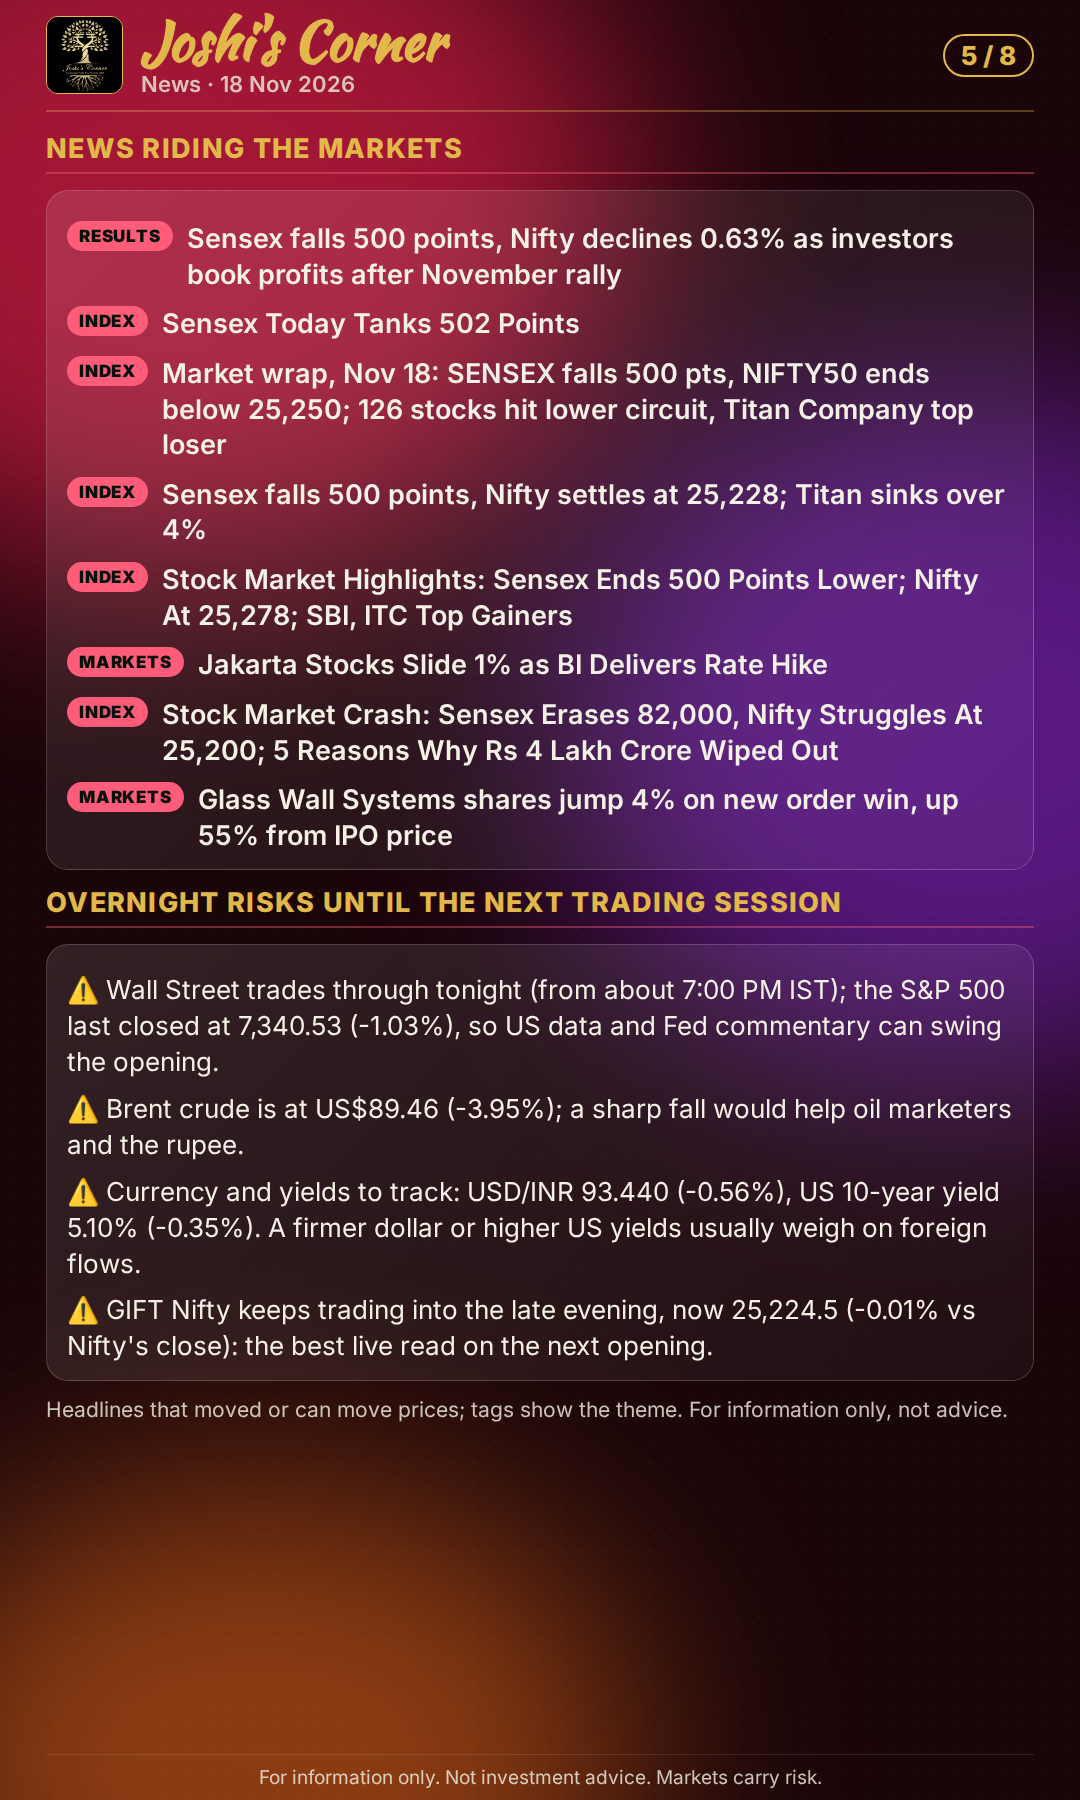 Joshi's Corner
Joshi's Corner
News · 18 Nov 2026
5 / 8
NEWS RIDING THE MARKETS
RESULTS Sensex falls 500 points, Nifty declines 0.63% as investors
book profits after November rally
INDEX Sensex Today Tanks 502 Points
INDEX Market wrap, Nov 18: SENSEX falls 500 pts, NIFTY50 ends
below 25,250; 126 stocks hit lower circuit, Titan Company top
loser
INDEX Sensex falls 500 points, Nifty settles at 25,228; Titan sinks over
4%
INDEX Stock Market Highlights: Sensex Ends 500 Points Lower; Nifty
At 25,278; SBI, ITC Top Gainers
MARKETS Jakarta Stocks Slide 1% as BI Delivers Rate Hike
INDEX Stock Market Crash: Sensex Erases 82,000, Nifty Struggles At
25,200; 5 Reasons Why Rs 4 Lakh Crore Wiped Out
MARKETS Glass Wall Systems shares jump 4% on new order win, up
55% from IPO price
OVERNIGHT RISKS UNTIL THE NEXT TRADING SESSION
⚠️ Wall Street trades through tonight (from about 7:00 PM IST); the S&P 500
last closed at 7,340.53 (-1.03%), so US data and Fed commentary can swing
the opening.
⚠️ Brent crude is at US$89.46 (-3.95%); a sharp fall would help oil marketers
and the rupee.
⚠️ Currency and yields to track: USD/INR 93.440 (-0.56%), US 10-year yield
5.10% (-0.35%). A firmer dollar or higher US yields usually weigh on foreign
flows.
⚠️ GIFT Nifty keeps trading into the late evening, now 25,224.5 (-0.01% vs
Nifty's close): the best live read on the next opening.
Headlines that moved or can move prices; tags show the theme. For information only, not advice.
For information only. Not investment advice. Markets carry risk.